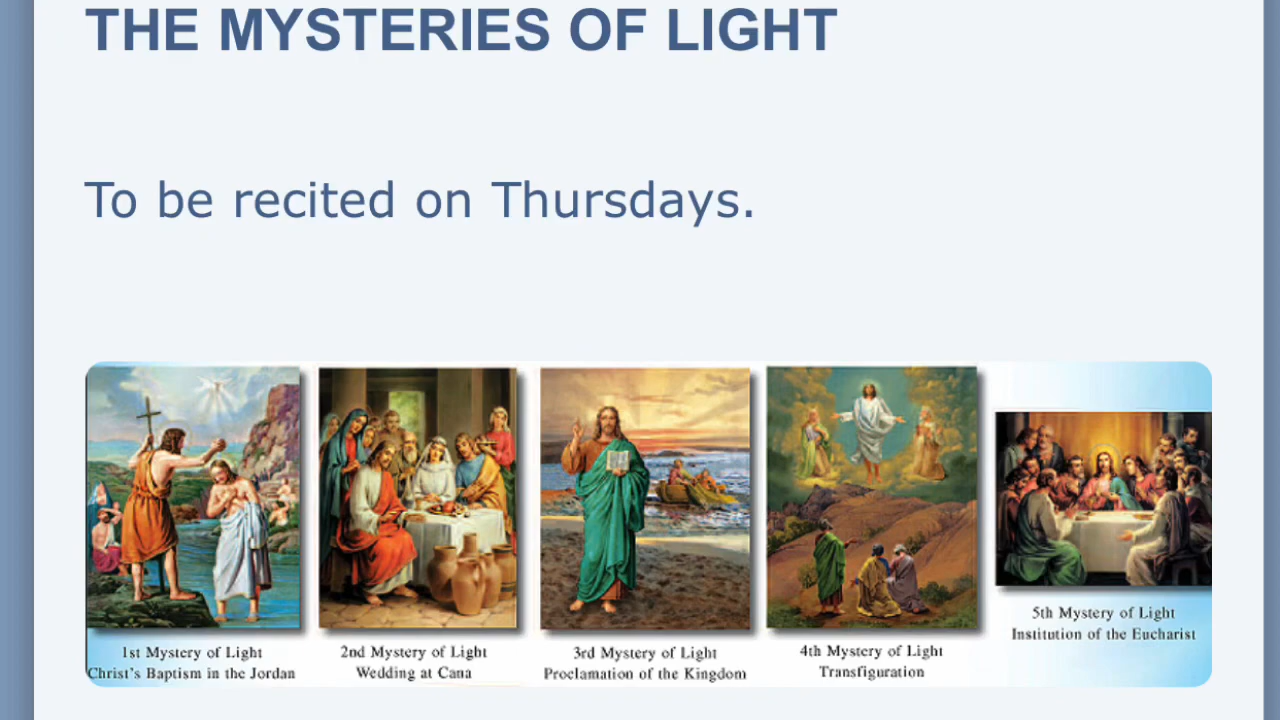 THE MYSTERIES OF LIGHT
To be recited on Thursdays.
1st Mystery of Light
Christ's Baptism in the Jordan
2nd Mystery of Light
Wedding at Cana
3rd Mystery of Light
Proclamation of the Kingdom
4th Mystery of Light
Transfiguration
5th Mystery of Light
Institution of the Eucharist